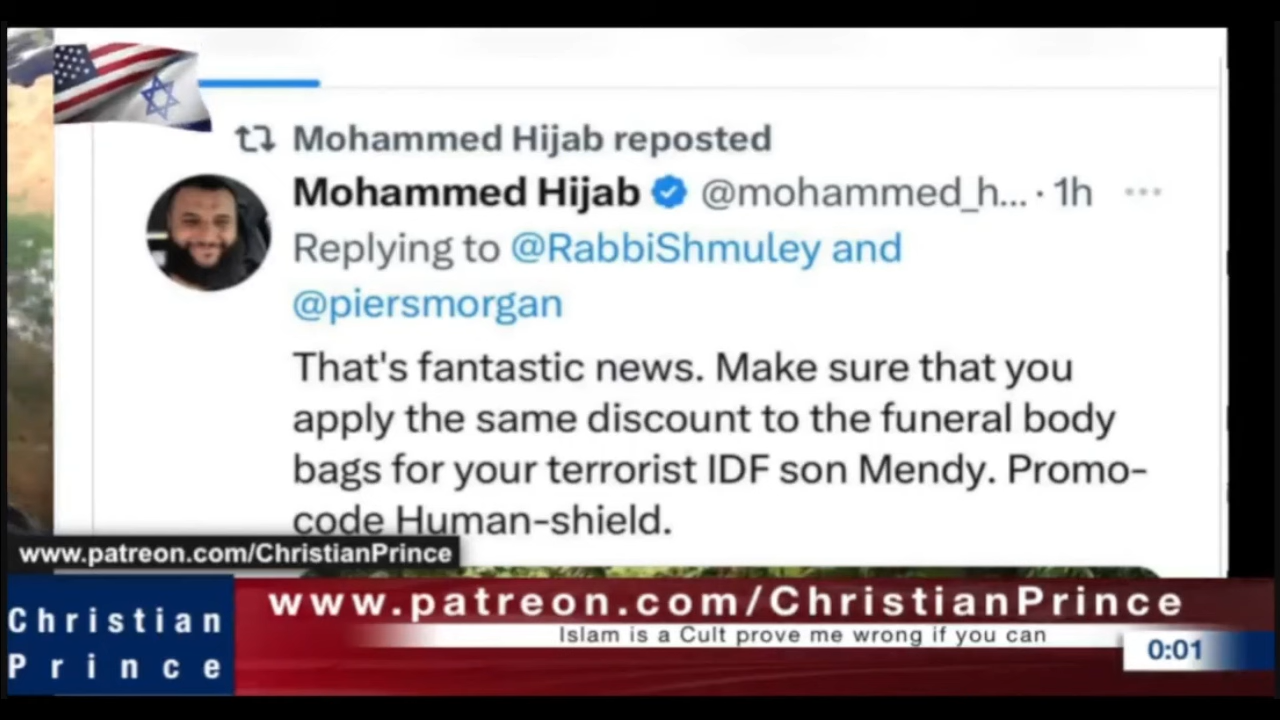 Mohammed Hijab reposted
Mohammed Hijab @mohammed_h... · 1h
Replying to @RabbiShmuley and
@piersmorgan
That's fantastic news. Make sure that you
apply the same discount to the funeral body
bags for your terrorist IDF son Mendy. Promo-
code Human-shield.
www.patreon.com/ChristianPrince
Christian
Prince
www.patreon.com/ChristianPrince
Islam is a Cult prove me wrong if you can
0:01